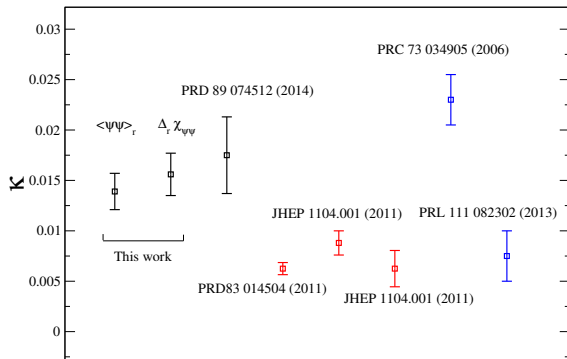 0.03
PRC 73 034905 (2006)
0.025
PRD 89 074512 (2014)
0.02
<ψψ>r
Δr χψψ
0.015
κ
0.01
JHEP 1104.001 (2011)
PRL 111 082302 (2013)
This work
0.005
PRD83 014504 (2011)
JHEP 1104.001 (2011)
0